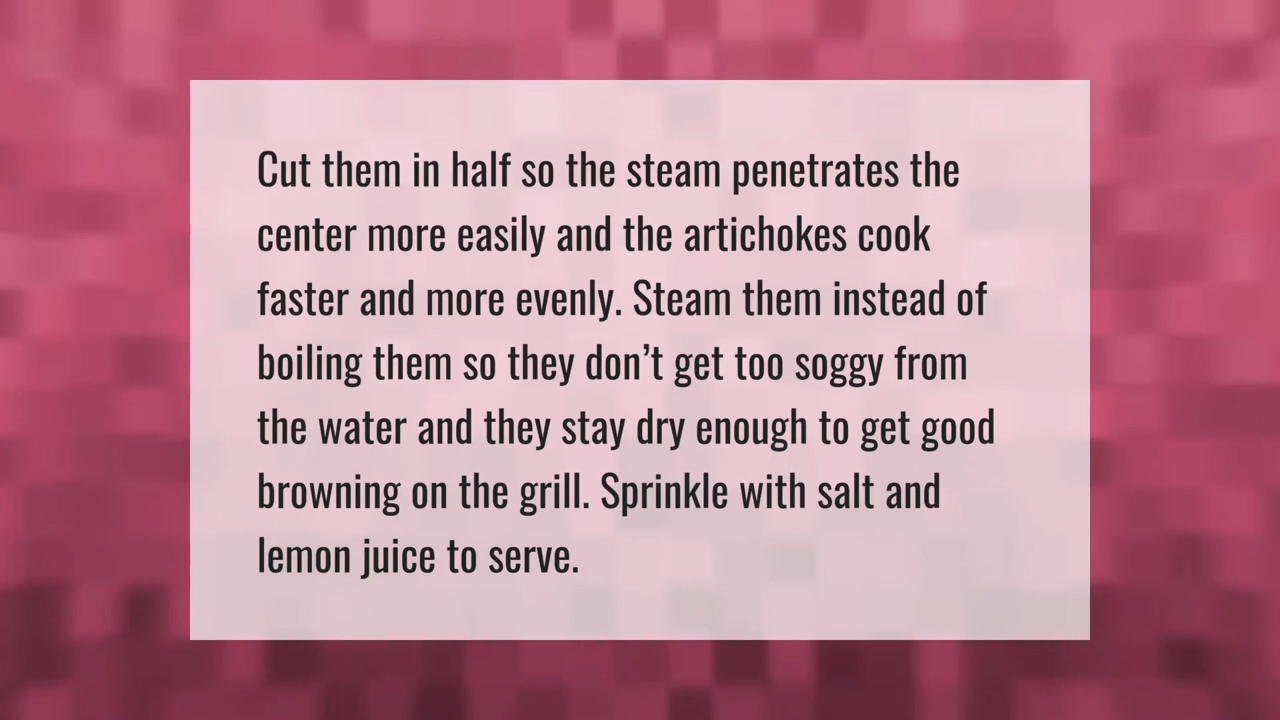 Cut them in half so the steam penetrates the
center more easily and the artichokes cook
faster and more evenly. Steam them instead of
boiling them so they don’t get too soggy from
the water and they stay dry enough to get good
browning on the grill. Sprinkle with salt and
lemon juice to serve.